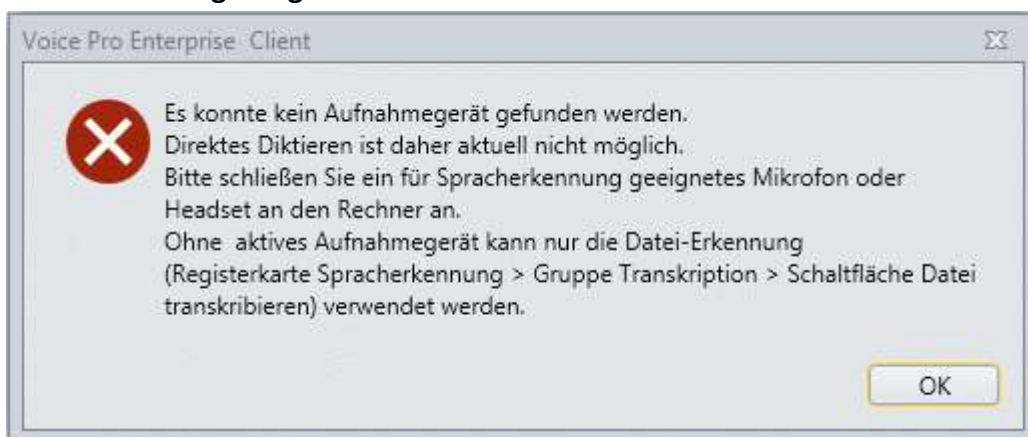 Voice Pro Enterprise Client
Es konnte kein Aufnahmegerät gefunden werden.
Direktes Diktieren ist daher aktuell nicht möglich.
Bitte schließen Sie ein für Spracherkennung geeignetes Mikrofon oder
Headset an den Rechner an.
Ohne aktives Aufnahmegerät kann nur die Datei-Erkennung
(Registerkarte Spracherkennung > Gruppe Transkription > Schaltfläche Datei
transkribieren) verwendet werden.
OK